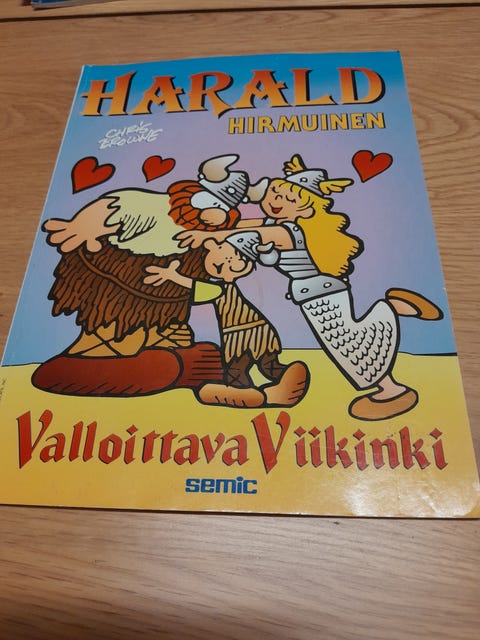 HARALD
HIRMUINEN
CHRIS
BROWNE
Valloittava Viikinki
semic